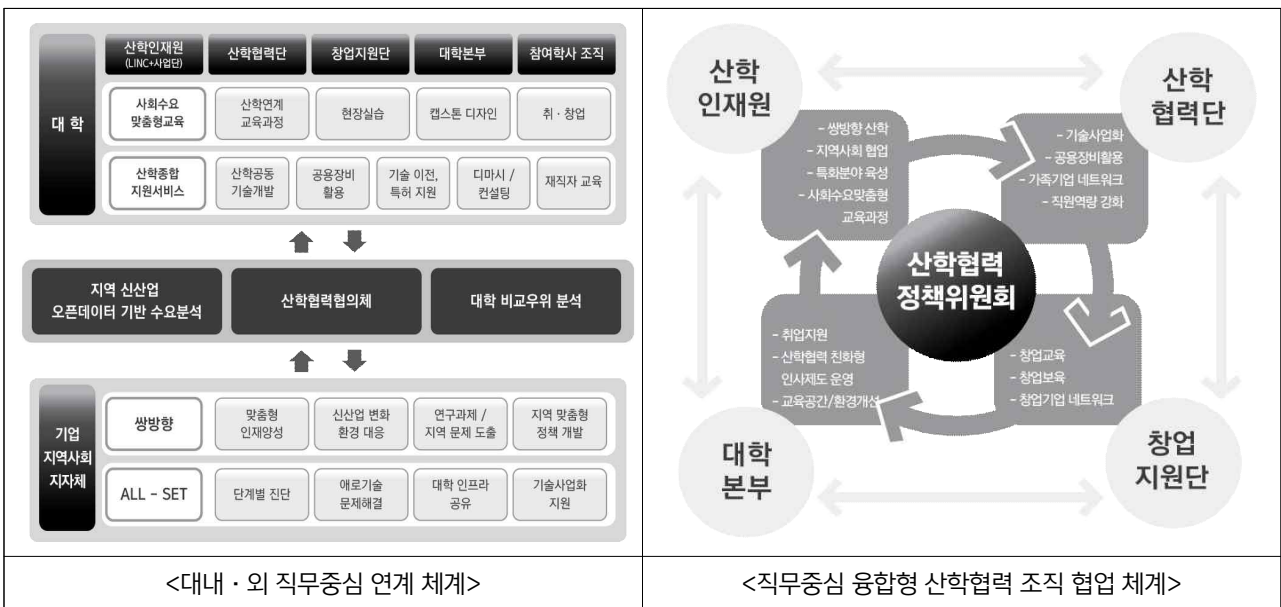 대 학
산학인재원
(LINC+사업단)
산학협력단
창업지원단
대학본부
참여학사 조직
사회수요
맞춤형교육
산학연계
교육과정
현장실습
캡스톤 디자인
취 · 창업
산학종합
지원서비스
산학공동
기술개발
공용장비
활용
기술 이전,
특허 지원
디마시 /
컨설팅
재직자 교육
지역 신산업
오픈데이터 기반 수요분석
산학협력협의체
대학 비교우위 분석
기업
지역사회
지자체
쌍방향
맞춤형
인재양성
신산업 변화
환경 대응
연구과제 /
지역 문제 도출
지역 맞춤형
정책 개발
ALL - SET
단계별 진단
애로기술
문제해결
대학 인프라
공유
기술사업화
지원
<대내 · 외 직무중심 연계 체계>
산학
인재원
산학
협력단
- 쌍방향 산학
- 지역사회 협업
- 특화분야 육성
- 사회수요맞춤형
교육과정
- 기술사업화
- 공용장비활용
- 가족기업 네트워크
- 직원역량 강화
산학협력
정책위원회
- 취업지원
- 산학협력 친화형
인사제도 운영
- 교육공간/환경개선
- 창업교육
- 창업보육
- 창업기업 네트워크
대학
본부
창업
지원단
<직무중심 융합형 산학협력 조직 협업 체계>